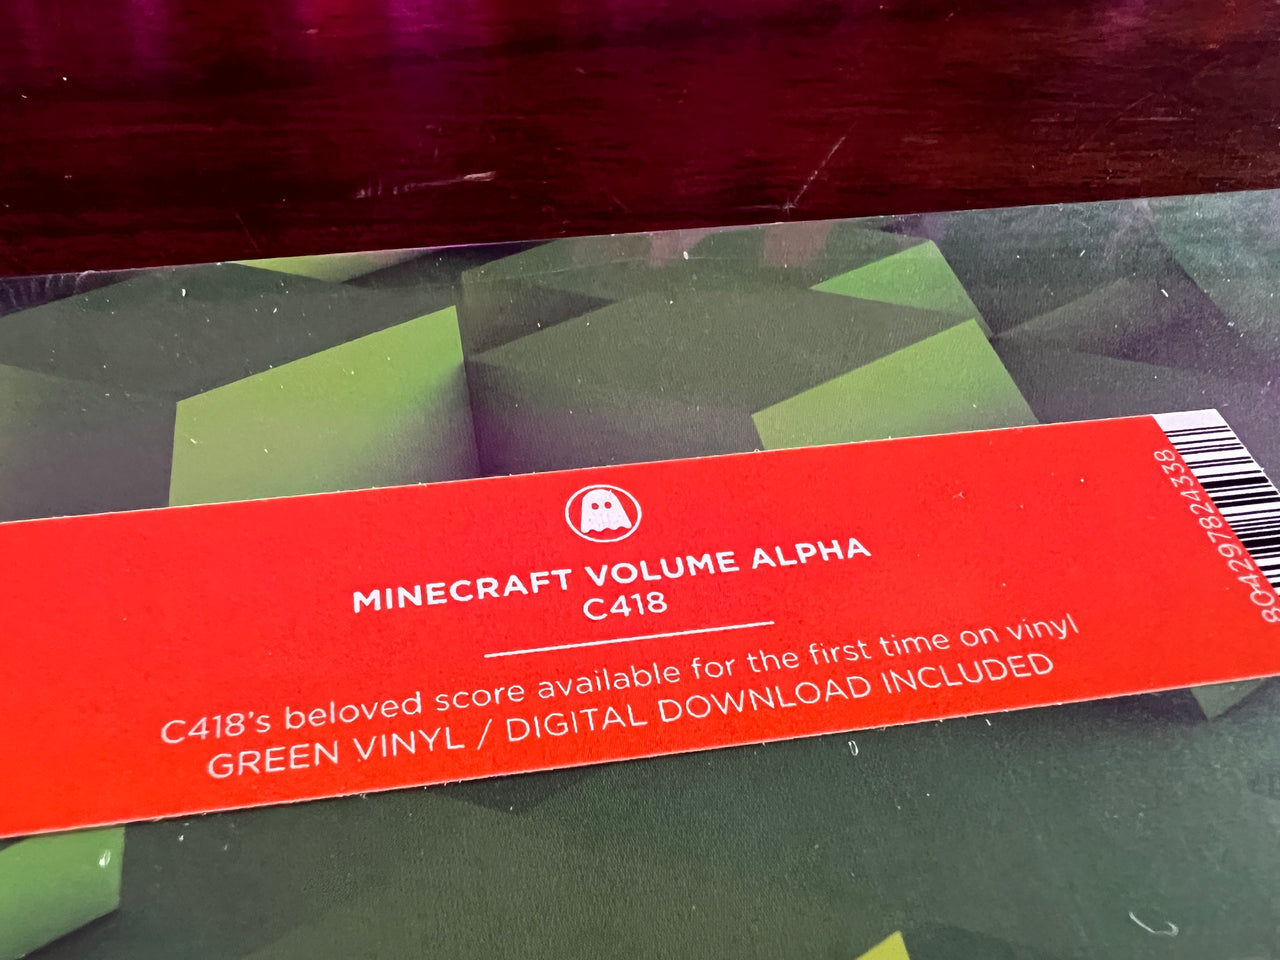 MINECRAFT VOLUME ALPHA
C418
C418's beloved score available for the first time on vinyl
GREEN VINYL / DIGITAL DOWNLOAD INCLUDED
804297824338